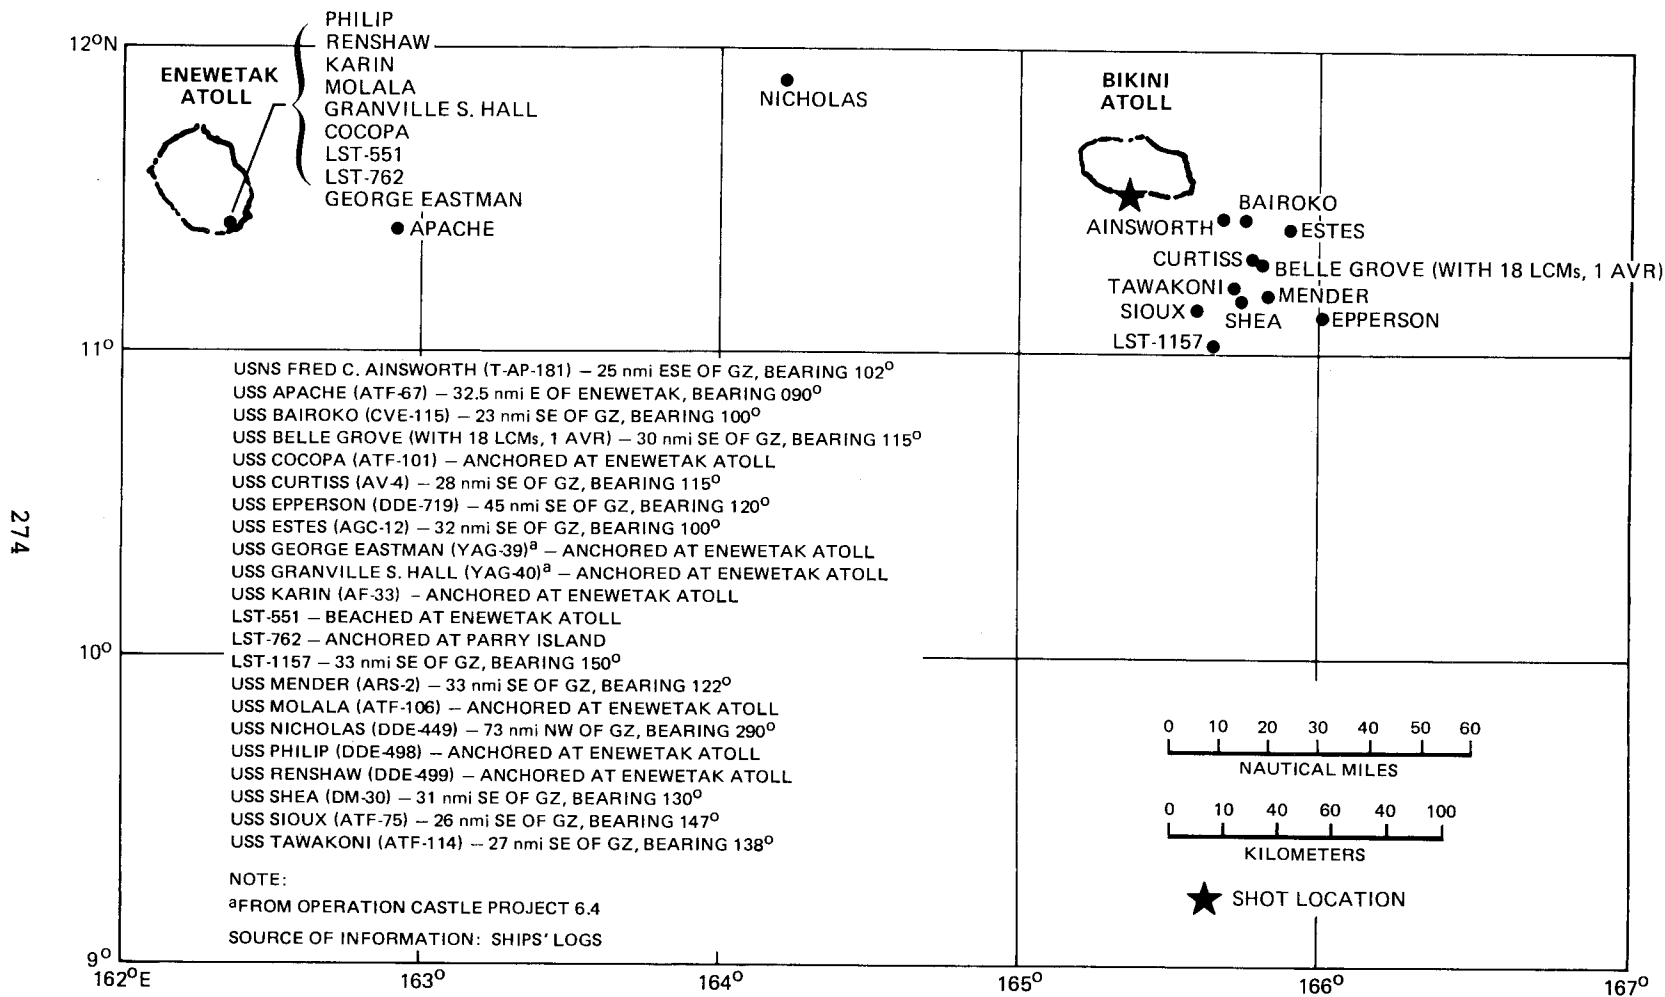 PHILIP
12°N
RENSHAW
KARIN
MOLALA
GRANVILLE S. HALL
COCOPA
LST-551
LST-762
GEORGE EASTMAN
ENEWETAK
ATOLL
APACHE
NICHOLAS
BIKINI
ATOLL
BAIROKO
AINSWORTH
ESTES
CURTISS
BELLE GROVE (WITH 18 LCMs, 1 AVR)
TAWAKONI
MENDER
SIOUX
SHEA
EPPERSON
LST-1157
11°
USNS FRED C. AINSWORTH (T-AP-181) – 25 nmi ESE OF GZ, BEARING 102°
USS APACHE (ATF-67) – 32.5 nmi E OF ENEWETAK, BEARING 090°
USS BAIROKO (CVE-115) – 23 nmi SE OF GZ, BEARING 100°
USS BELLE GROVE (WITH 18 LCMs, 1 AVR) – 30 nmi SE OF GZ, BEARING 115°
USS COCOPA (ATF-101) – ANCHORED AT ENEWETAK ATOLL
USS CURTISS (AV-4) – 28 nmi SE OF GZ, BEARING 115°
USS EPPERSON (DDE-719) – 45 nmi SE OF GZ, BEARING 120°
USS ESTES (AGC-12) – 32 nmi SE OF GZ, BEARING 100°
USS GEORGE EASTMAN (YAG-39)ª – ANCHORED AT ENEWETAK ATOLL
USS GRANVILLE S. HALL (YAG-40)ª – ANCHORED AT ENEWETAK ATOLL
USS KARIN (AF-33) – ANCHORED AT ENEWETAK ATOLL
LST-551 – BEACHED AT ENEWETAK ATOLL
LST-762 – ANCHORED AT PARRY ISLAND
LST-1157 – 33 nmi SE OF GZ, BEARING 150°
USS MENDER (ARS-2) – 33 nmi SE OF GZ, BEARING 122°
USS MOLALA (ATF-106) – ANCHORED AT ENEWETAK ATOLL
USS NICHOLAS (DDE-449) – 73 nmi NW OF GZ, BEARING 290°
USS PHILIP (DDE-498) – ANCHORED AT ENEWETAK ATOLL
USS RENSHAW (DDE-499) – ANCHORED AT ENEWETAK ATOLL
USS SHEA (DM-30) – 31 nmi SE OF GZ, BEARING 130°
USS SIOUX (ATF-75) – 26 nmi SE OF GZ, BEARING 147°
USS TAWAKONI (ATF-114) – 27 nmi SE OF GZ, BEARING 138°
NOTE:
ªFROM OPERATION CASTLE PROJECT 6.4
SOURCE OF INFORMATION: SHIPS' LOGS
10°
0 10 20 30 40 50 60
NAUTICAL MILES
0 10 40 60 40 100
KILOMETERS
SHOT LOCATION
9°
162°E 163° 164° 165° 166° 167°
274